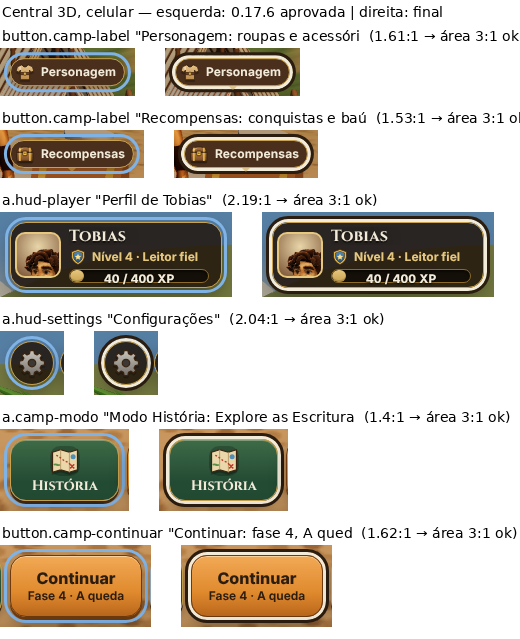 Central 3D, celular — esquerda: 0.17.6 aprovada | direita: final
button.camp-label "Personagem: roupas e acessóri (1.61:1 → área 3:1 ok
Personagem Personagem
button.camp-label "Recompensas: conquistas e baú (1.53:1 → área 3:1 ok
Recompensas Recompensas
a.hud-player "Perfil de Tobias" (2.19:1 → área 3:1 ok)
TOBIAS TOBIAS
Nível 4 · Leitor fiel Nível 4 · Leitor fiel
40 / 400 XP 40 / 400 XP
a.hud-settings "Configurações" (2.04:1 → área 3:1 ok)
a.camp-modo "Modo História: Explore as Escritura (1.4:1 → área 3:1 ok)
HISTÓRIA HISTÓRIA
button.camp-continuar "Continuar: fase 4, A qued (1.62:1 → área 3:1 ok)
Continuar Continuar
Fase 4 · A queda Fase 4 · A queda